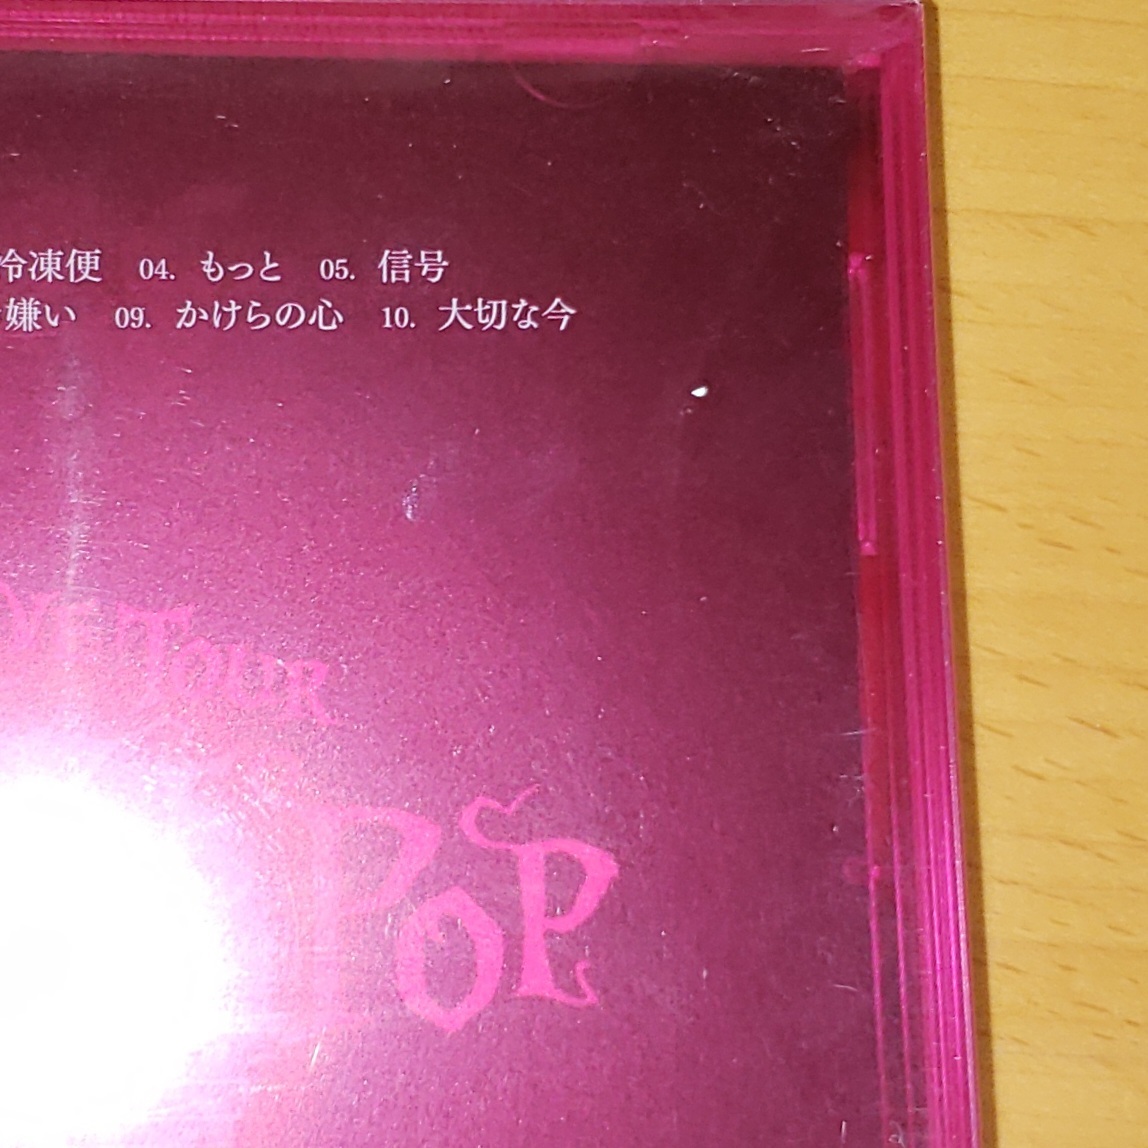 冷凍便 04. もっと 05. 信号
嫌い 09. かけらの心 10. 大切な今
Tour
Pop